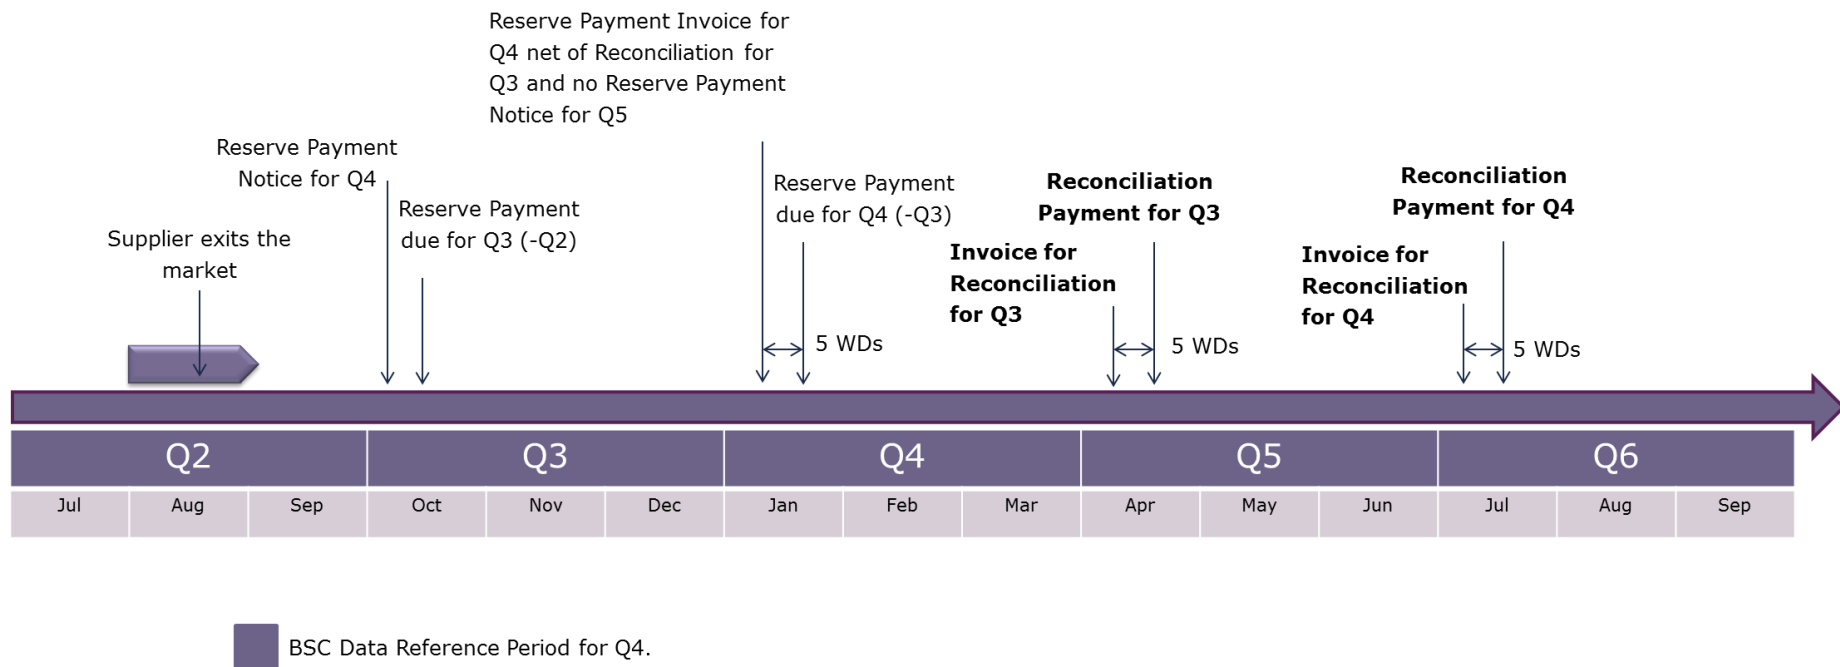 Reserve Payment Invoice for
Q4 net of Reconciliation for
Q3 and no Reserve Payment
Notice for Q5
Reserve Payment
Notice for Q4
Reserve Payment
due for Q3 (-Q2)
Supplier exits the
market
Reserve Payment
due for Q4 (-Q3)
Reconciliation
Payment for Q3
Invoice for
Reconciliation
for Q3
Reconciliation
Payment for Q4
Invoice for
Reconciliation
for Q4
5 WDs
5 WDs
5 WDs
Q2 Q3 Q4 Q5 Q6
Jul Aug Sep Oct Nov Dec Jan Feb Mar Apr May Jun Jul Aug Sep
BSC Data Reference Period for Q4.